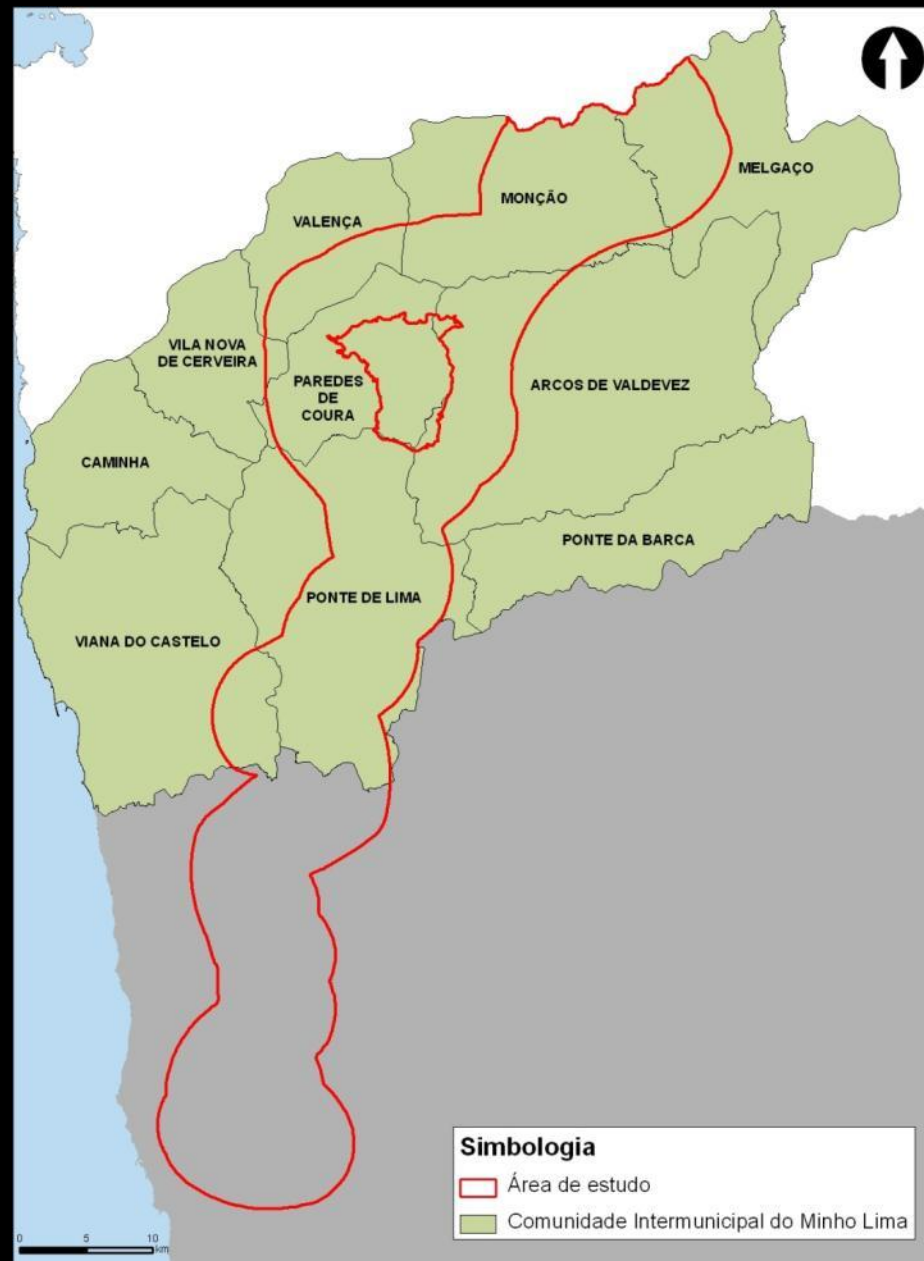 MELGAÇO
MONÇÃO
VALENÇA
VILA NOVA
DE CERVEIRA
PAREDES
DE
COURA
ARCOS DE VALDEVEZ
CAMINHA
PONTE DA BARCA
PONTE DE LIMA
VIANA DO CASTELO
Simbologia
Área de estudo
Comunidade Intermunicipal do Minho Lima
0 5 10
km